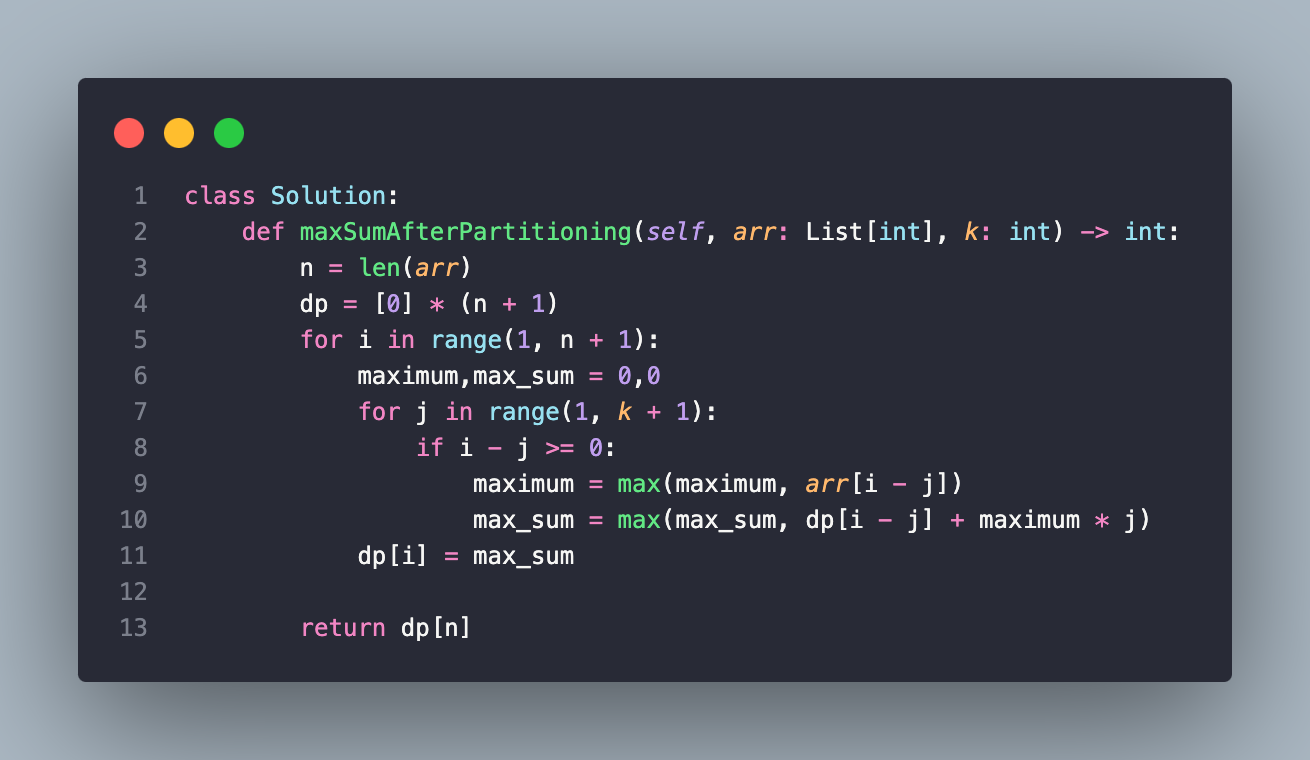 1 class Solution:
2     def maxSumAfterPartitioning(self, arr: List[int], k: int) -> int:
3         n = len(arr)
4         dp = [0] * (n + 1)
5         for i in range(1, n + 1):
6             maximum,max_sum = 0,0
7             for j in range(1, k + 1):
8                 if i - j >= 0:
9                     maximum = max(maximum, arr[i - j])
10                     max_sum = max(max_sum, dp[i - j] + maximum * j)
11             dp[i] = max_sum
12
13         return dp[n]